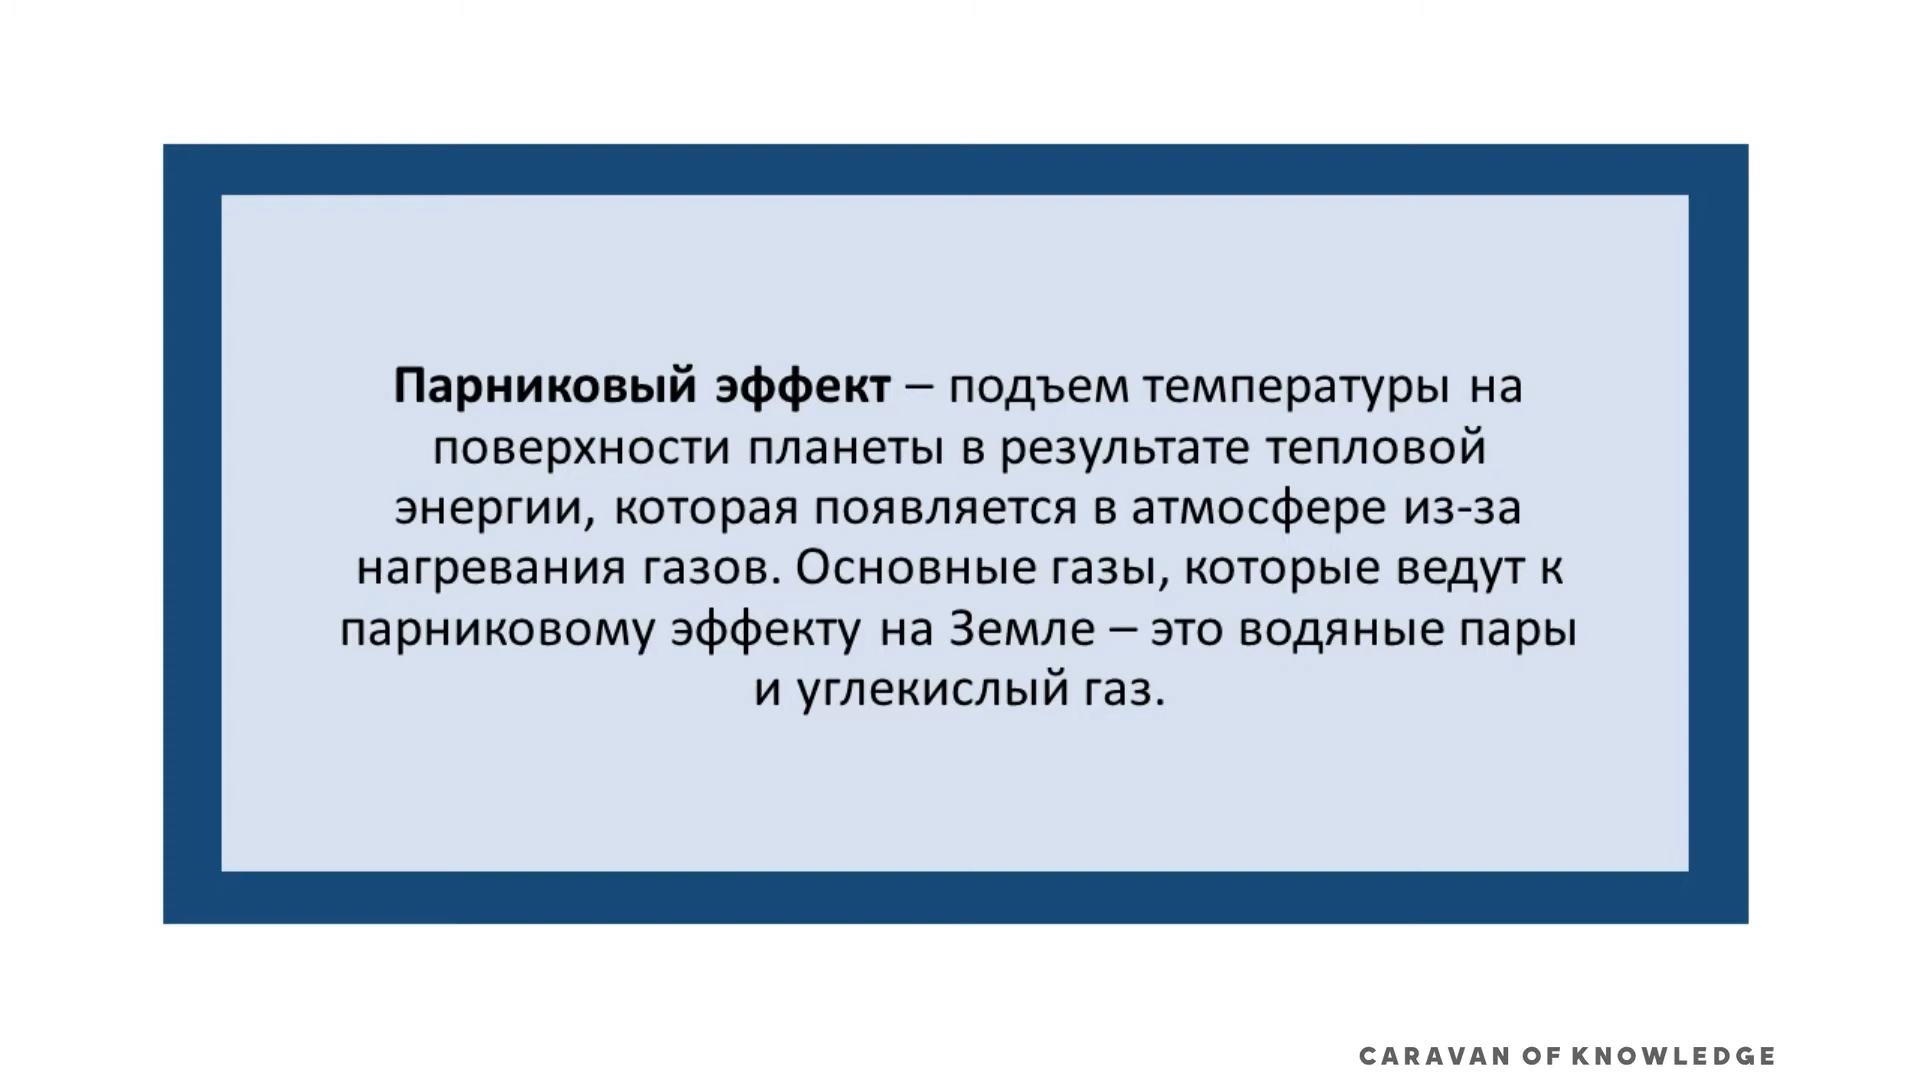 Парниковый эффект – подъем температуры на
поверхности планеты в результате тепловой
энергии, которая появляется в атмосфере из-за
нагревания газов. Основные газы, которые ведут к
парниковому эффекту на Земле – это водяные пары
и углекислый газ.
CARAVAN OF KNOWLEDGE